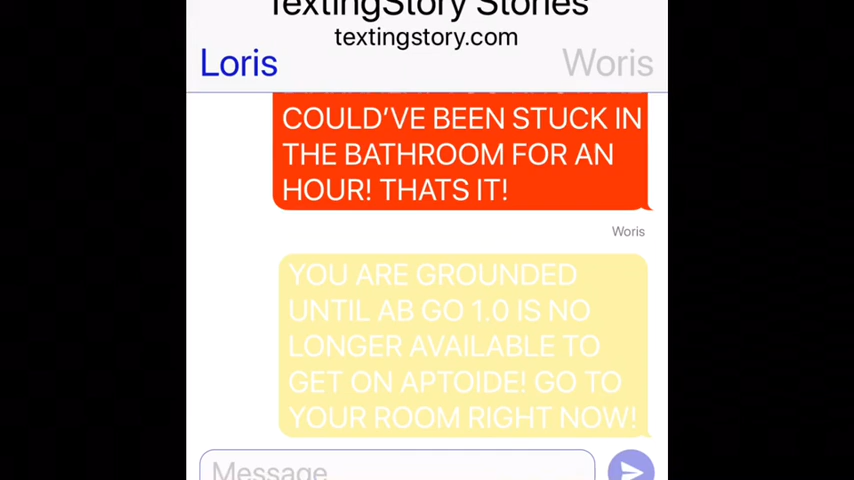 TextingStory Stories
textingstory.com
Loris
Woris
COULD'VE BEEN STUCK IN
THE BATHROOM FOR AN
HOUR! THATS IT!
Woris
YOU ARE GROUNDED
UNTIL AB GO 1.0 IS NO
LONGER AVAILABLE TO
GET ON APTOIDE! GO TO
YOUR ROOM RIGHT NOW!
Message